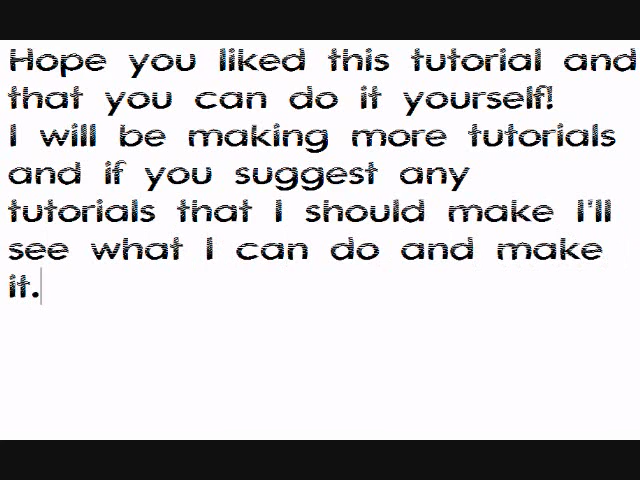 Hope you liked this tutorial and
that you can do it yourself!
I will be making more tutorials
and if you suggest any
tutorials that I should make I'll
see what I can do and make
it.